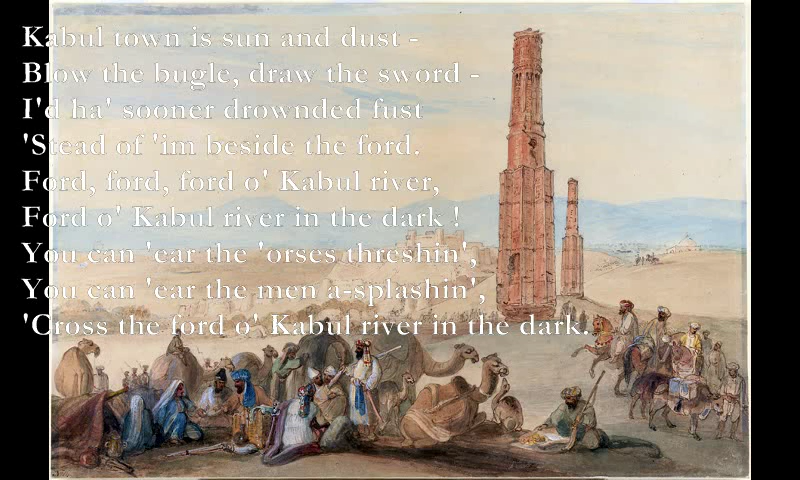 Kabul town is sun and dust -
Blow the bugle, draw the sword -
I'd ha' sooner drownded fust
'Stead of 'im beside the ford.
Ford, ford, ford o' Kabul river,
Ford o' Kabul river in the dark !
You can 'ear the 'orses threshin',
You can 'ear the men a-splashin',
'Cross the ford o' Kabul river in the dark.